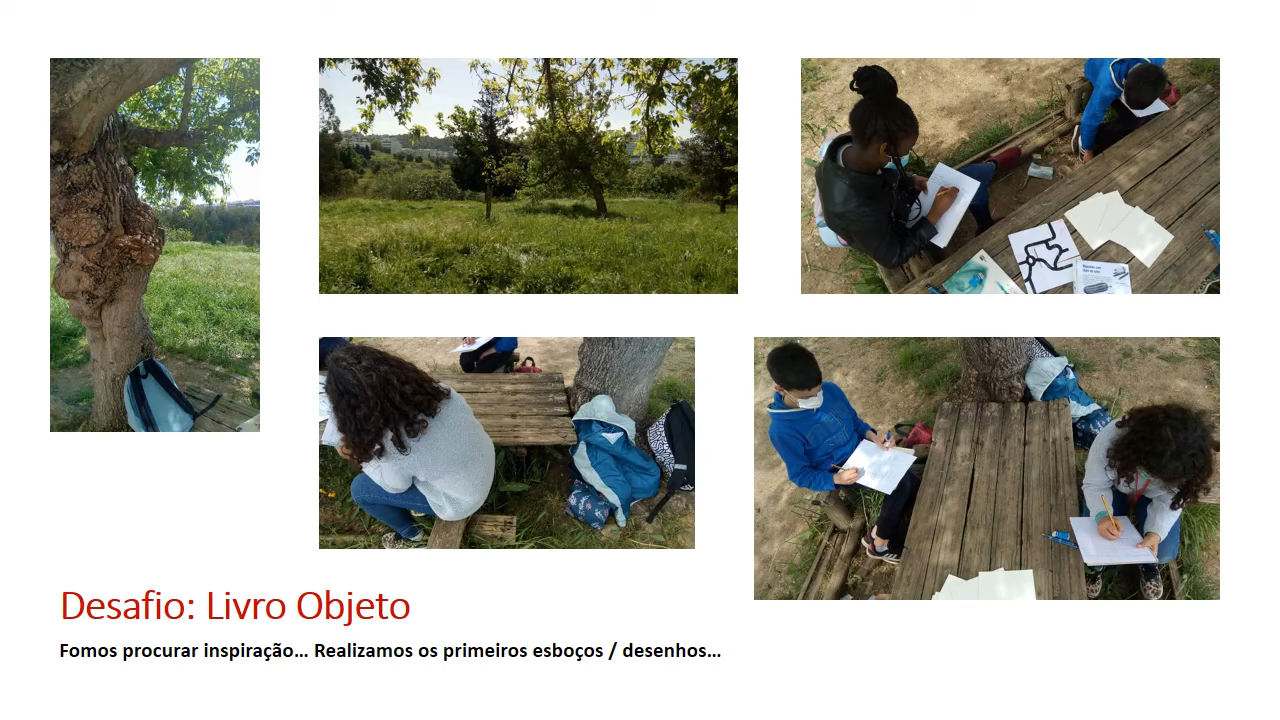 Desafio: Livro Objeto
Fomos procurar inspiração... Realizamos os primeiros esboços / desenhos...